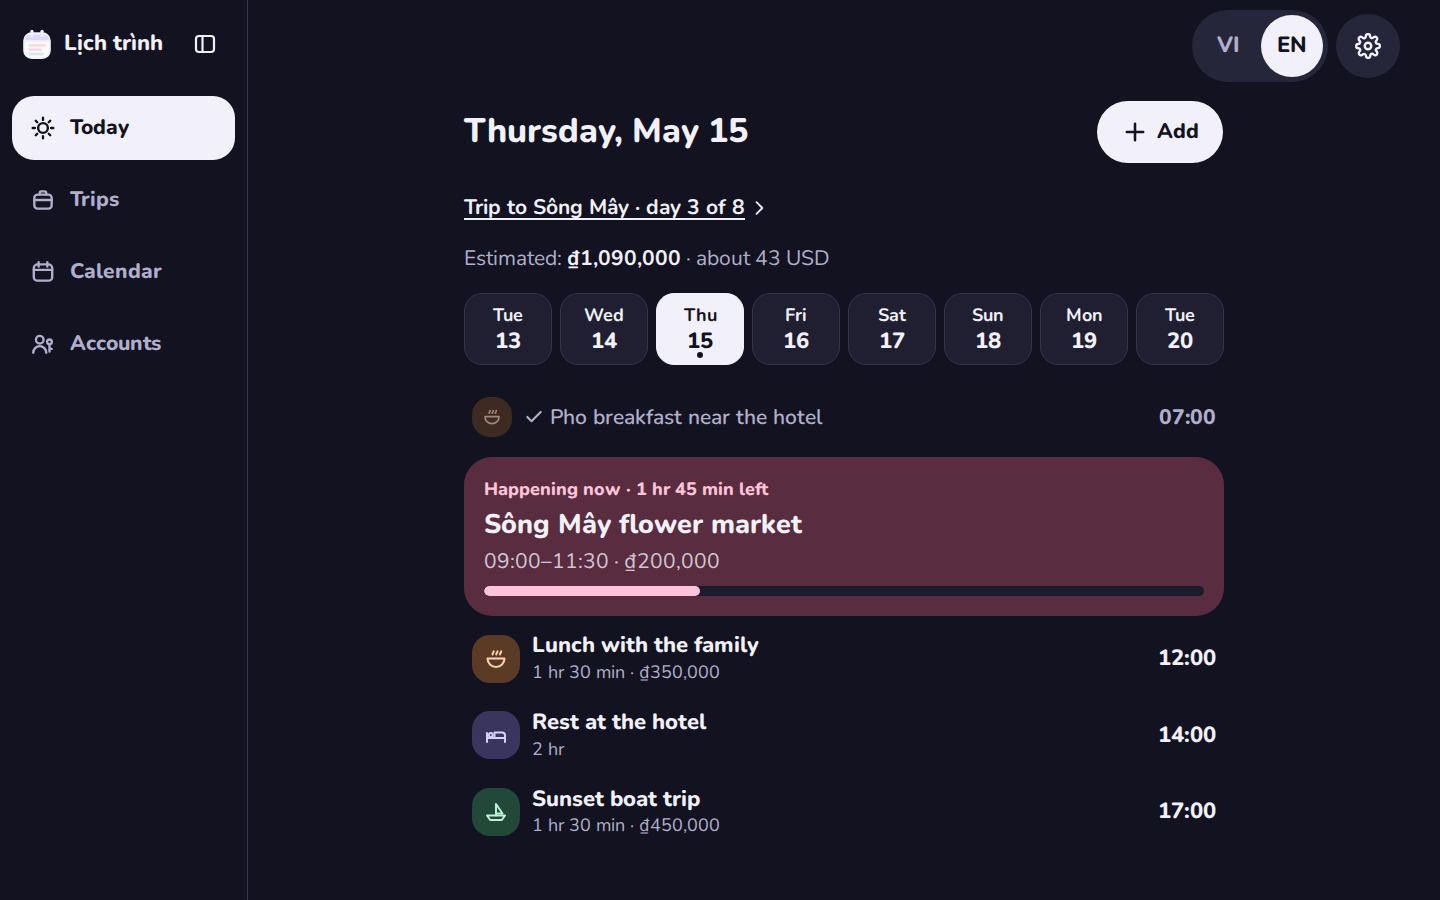 Lịch trình
VI EN
Today
Trips
Calendar
Accounts
Thursday, May 15
Add
Trip to Sông Mây · day 3 of 8
Estimated: ₫1,090,000 · about 43 USD
Tue Wed Thu Fri Sat Sun Mon Tue
13 14 15 16 17 18 19 20
Pho breakfast near the hotel 07:00
Happening now · 1 hr 45 min left
Sông Mây flower market
09:00–11:30 · ₫200,000
Lunch with the family 12:00
1 hr 30 min · ₫350,000
Rest at the hotel 14:00
2 hr
Sunset boat trip 17:00
1 hr 30 min · ₫450,000